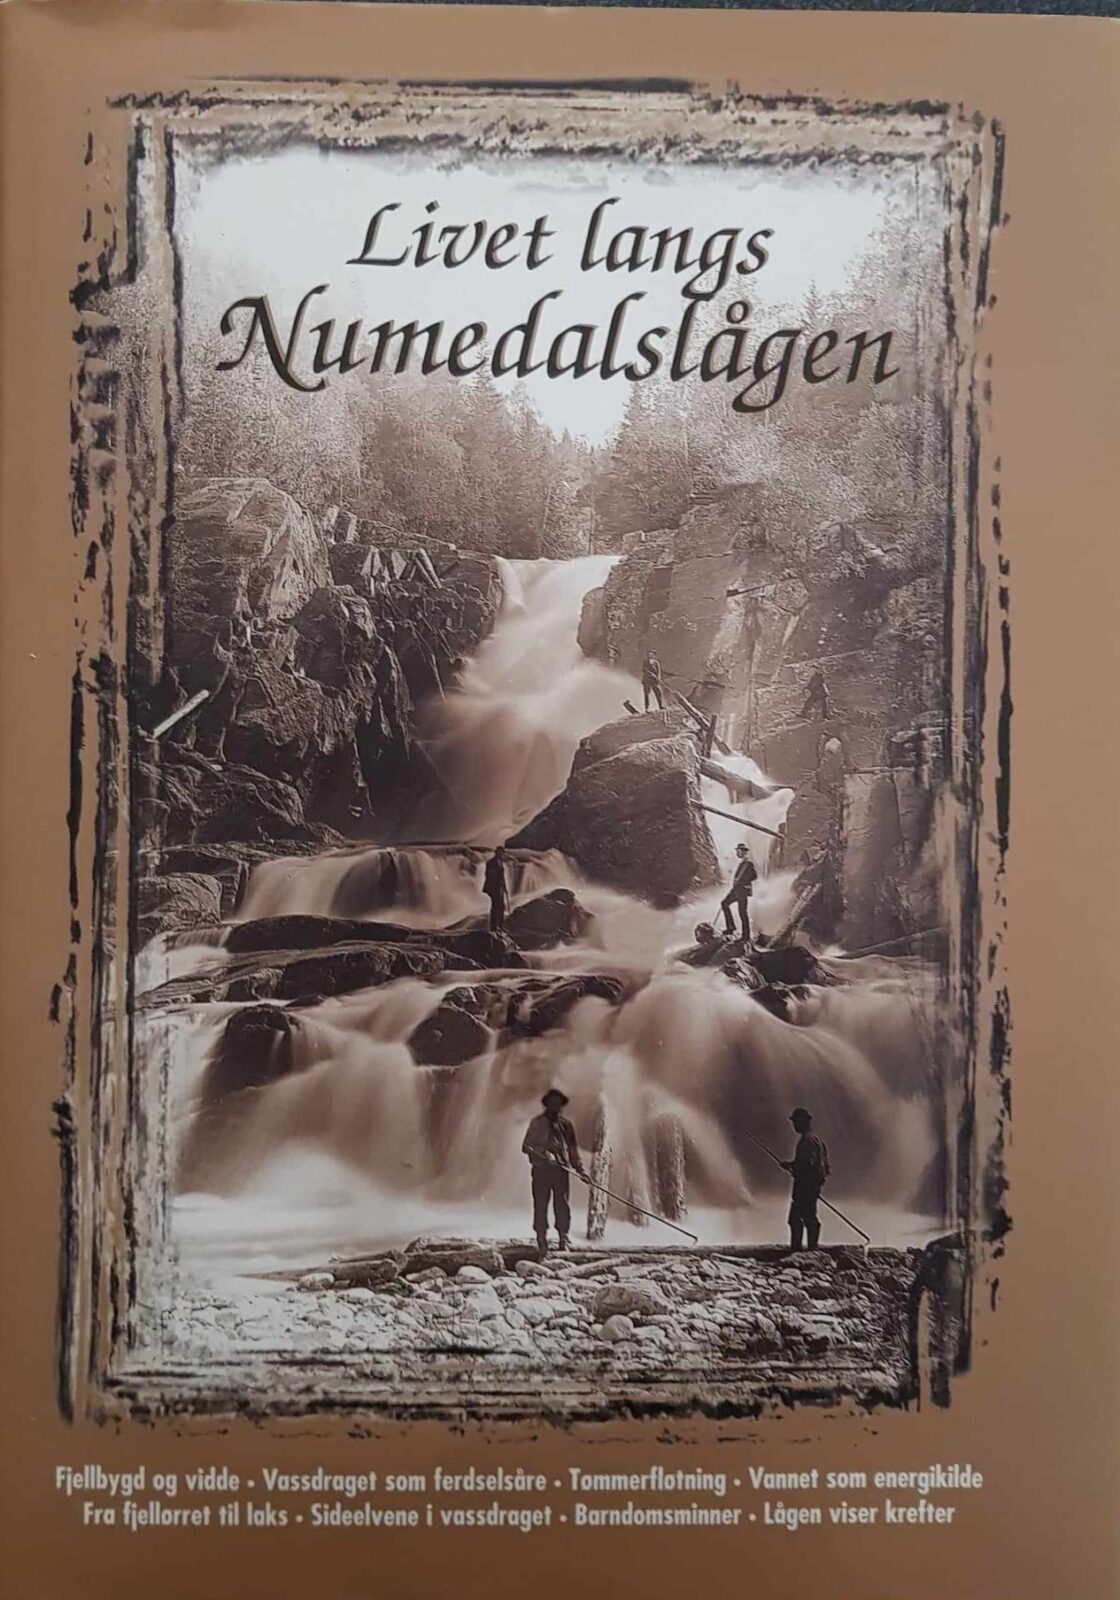 Livet langs
Numedalslågen
Fjellbygd og vidde • Vassdraget som ferdselsåre • Tømmerfløtning • Vannet som energikilde
Fra fjellørret til laks • Sideelvene i vassdraget • Barndomsminner • Lågen viser krefter